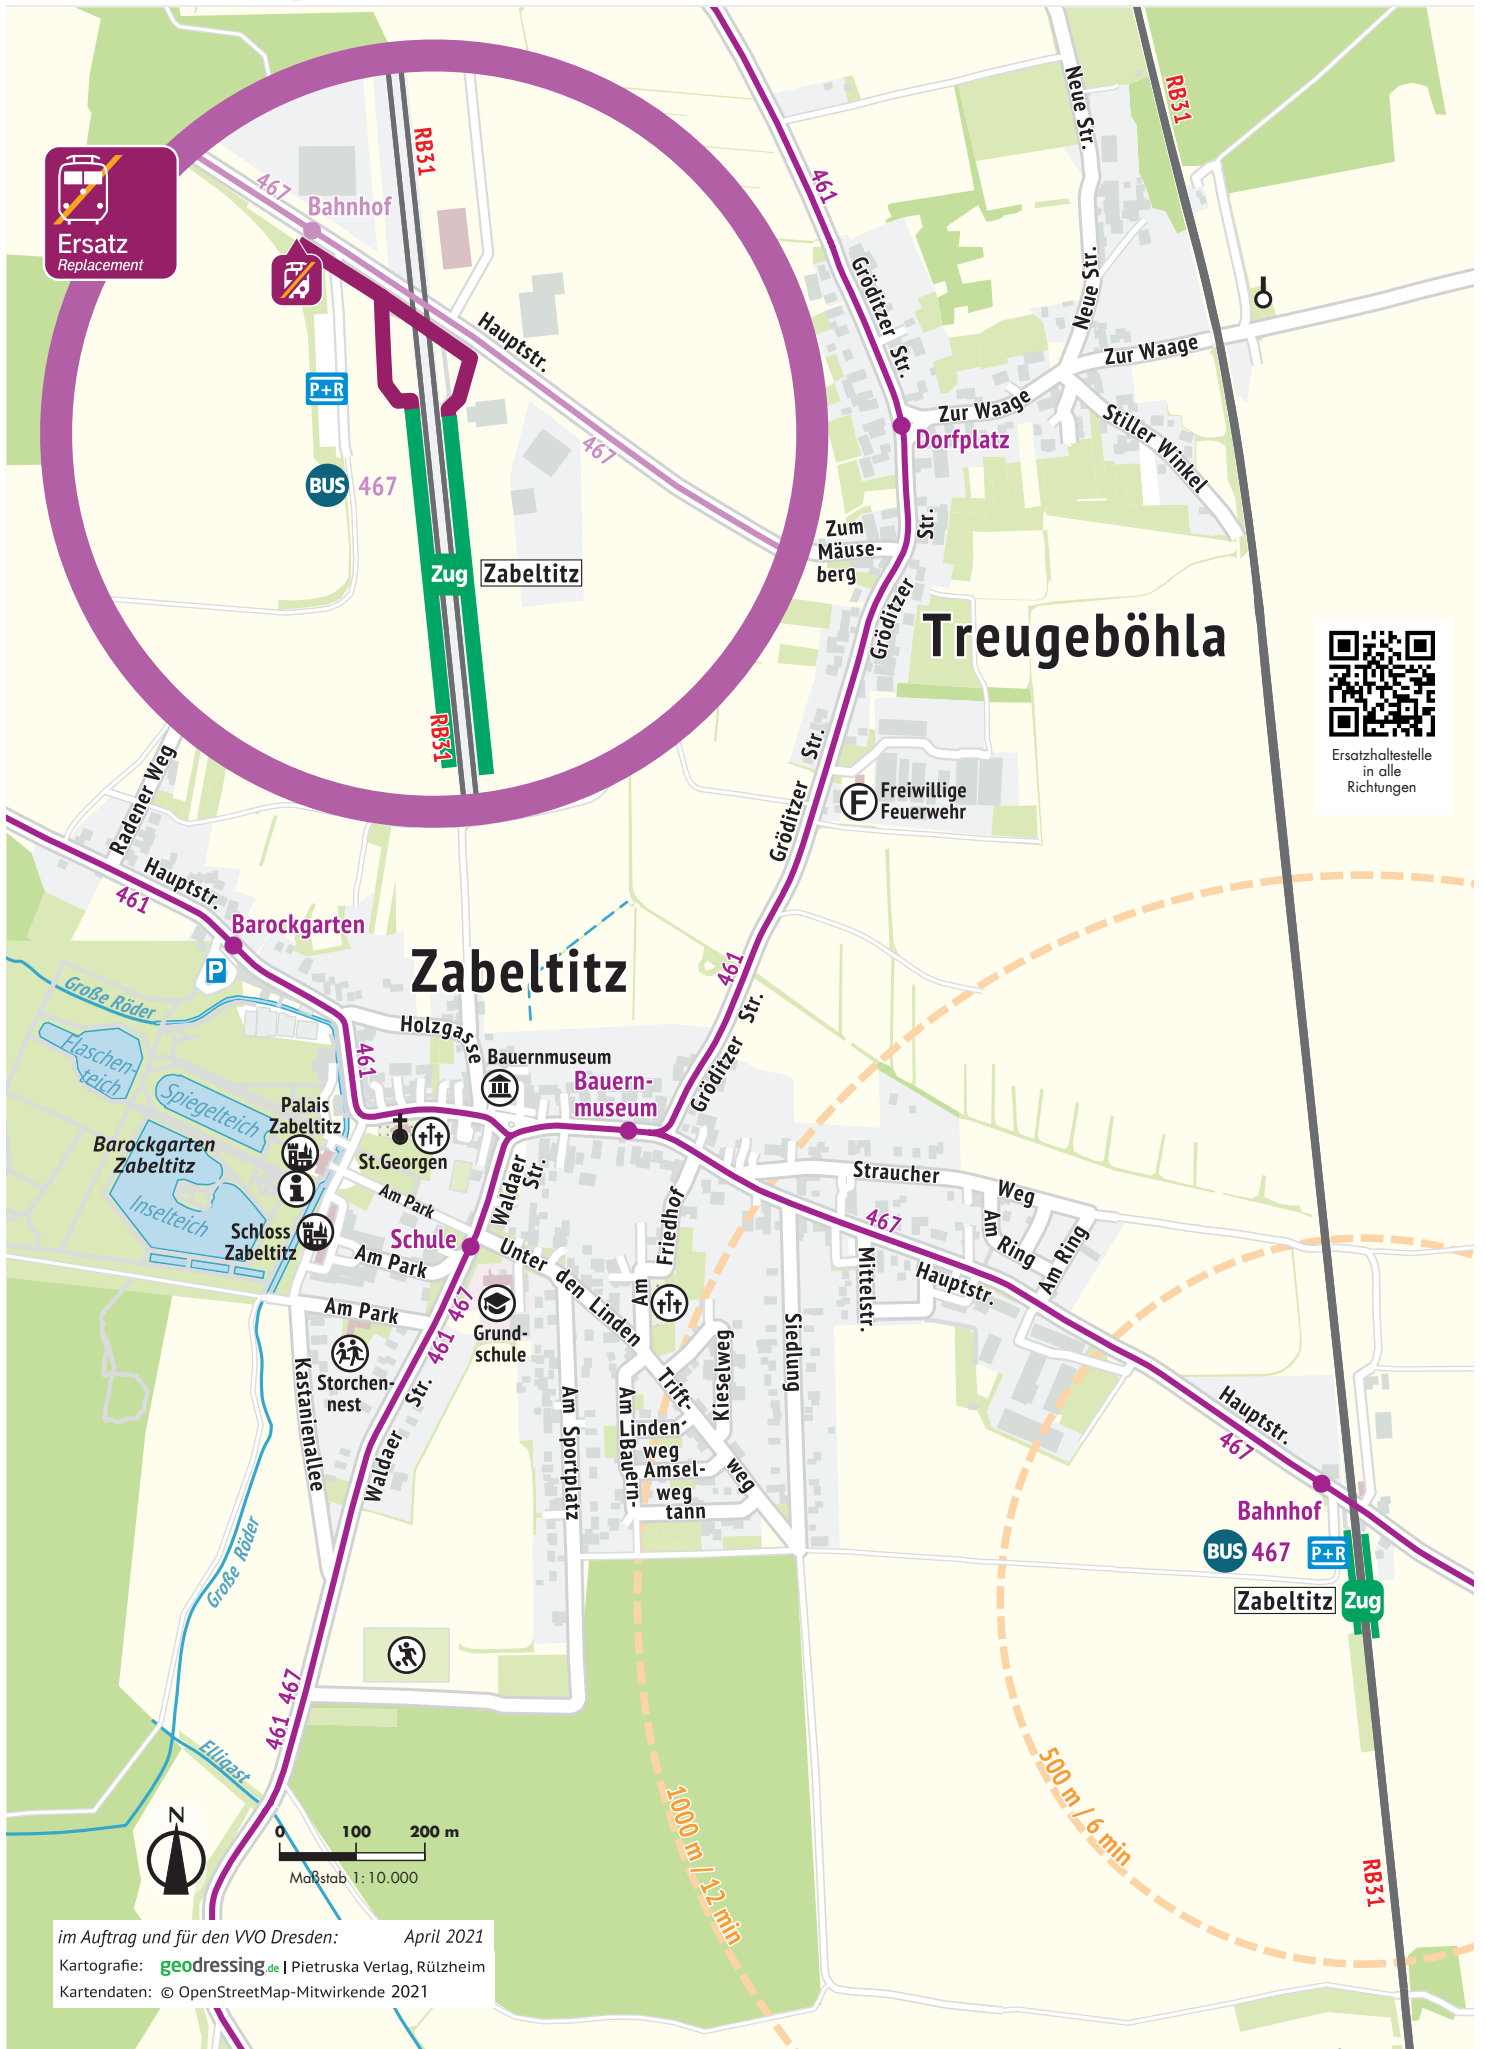 RB31
Neue Str.
RB31
Ersatz
Replacement
467
Bahnhof
461
Hauptstr.
Gröditzer Str.
Neue Str.
Zur Waage
P+R
Zur Waage
Dorfplatz
Stiller Winkel
467
BUS 467
Zum
Mäuse-
berg
Str.
Zug Zabeltitz
Gröditzer
Treugeböhla
RB31
Ersatzhaltestelle
in alle
Richtungen
Gröditzer Str.
F Freiwillige
Feuerwehr
Radener Weg
Hauptstr.
461
Barockgarten
P
Zabeltitz
461
Große Röder
Gröditzer Str.
Holzgasse
461
Flaschen-
teich
Spiegelteich
Bauernmuseum
Bauern-
museum
Palais
Zabeltitz
Barockgarten
Zabeltitz
St.Georgen
i
Inselteich
Schloss
Zabeltitz
Am Park
Am Park
Am Park
Waldaer
Str.
Schule
461 467
Unter den Linden
Grund-
schule
Am Friedhof
Straucher Weg
467
Am Ring
Am Ring
Mittelstr.
Hauptstr.
Siedlung
Storchen-
nest
Kastanienallee
Waldaer Str.
Am Sportplatz
Am Bauern-
tann
Trift-
weg
Kieselweg
Linden-
weg
Amsel-
weg
Hauptstr.
467
Bahnhof
BUS 467 P+R
Zabeltitz Zug
Große Röder
461 467
Elligast
500 m / 6 min
1000 m / 12 min
RB31
N
0 100 200 m
Maßstab 1:10.000
im Auftrag und für den VVO Dresden: April 2021
Kartografie: geodressing.de | Pietruska Verlag, Rülzheim
Kartendaten: © OpenStreetMap-Mitwirkende 2021